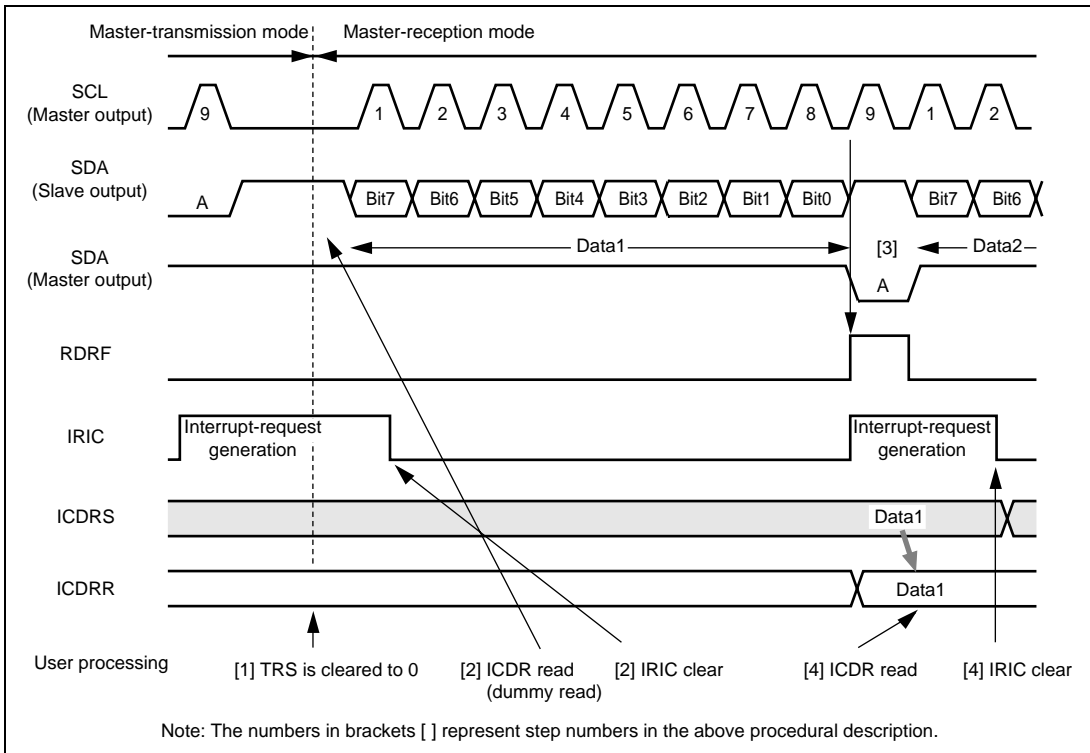 Master-transmission mode
Master-reception mode
SCL
(Master output)
9
1
2
3
4
5
6
7
8
9
1
2
SDA
(Slave output)
A
Bit7
Bit6
Bit5
Bit4
Bit3
Bit2
Bit1
Bit0
Bit7
Bit6
Data1
[3]
Data2
SDA
(Master output)
A
RDRF
IRIC
Interrupt-request
generation
Interrupt-request
generation
ICDRS
Data1
ICDRR
Data1
User processing
[1] TRS is cleared to 0
[2] ICDR read
(dummy read)
[2] IRIC clear
[4] ICDR read
[4] IRIC clear
Note: The numbers in brackets [ ] represent step numbers in the above procedural description.